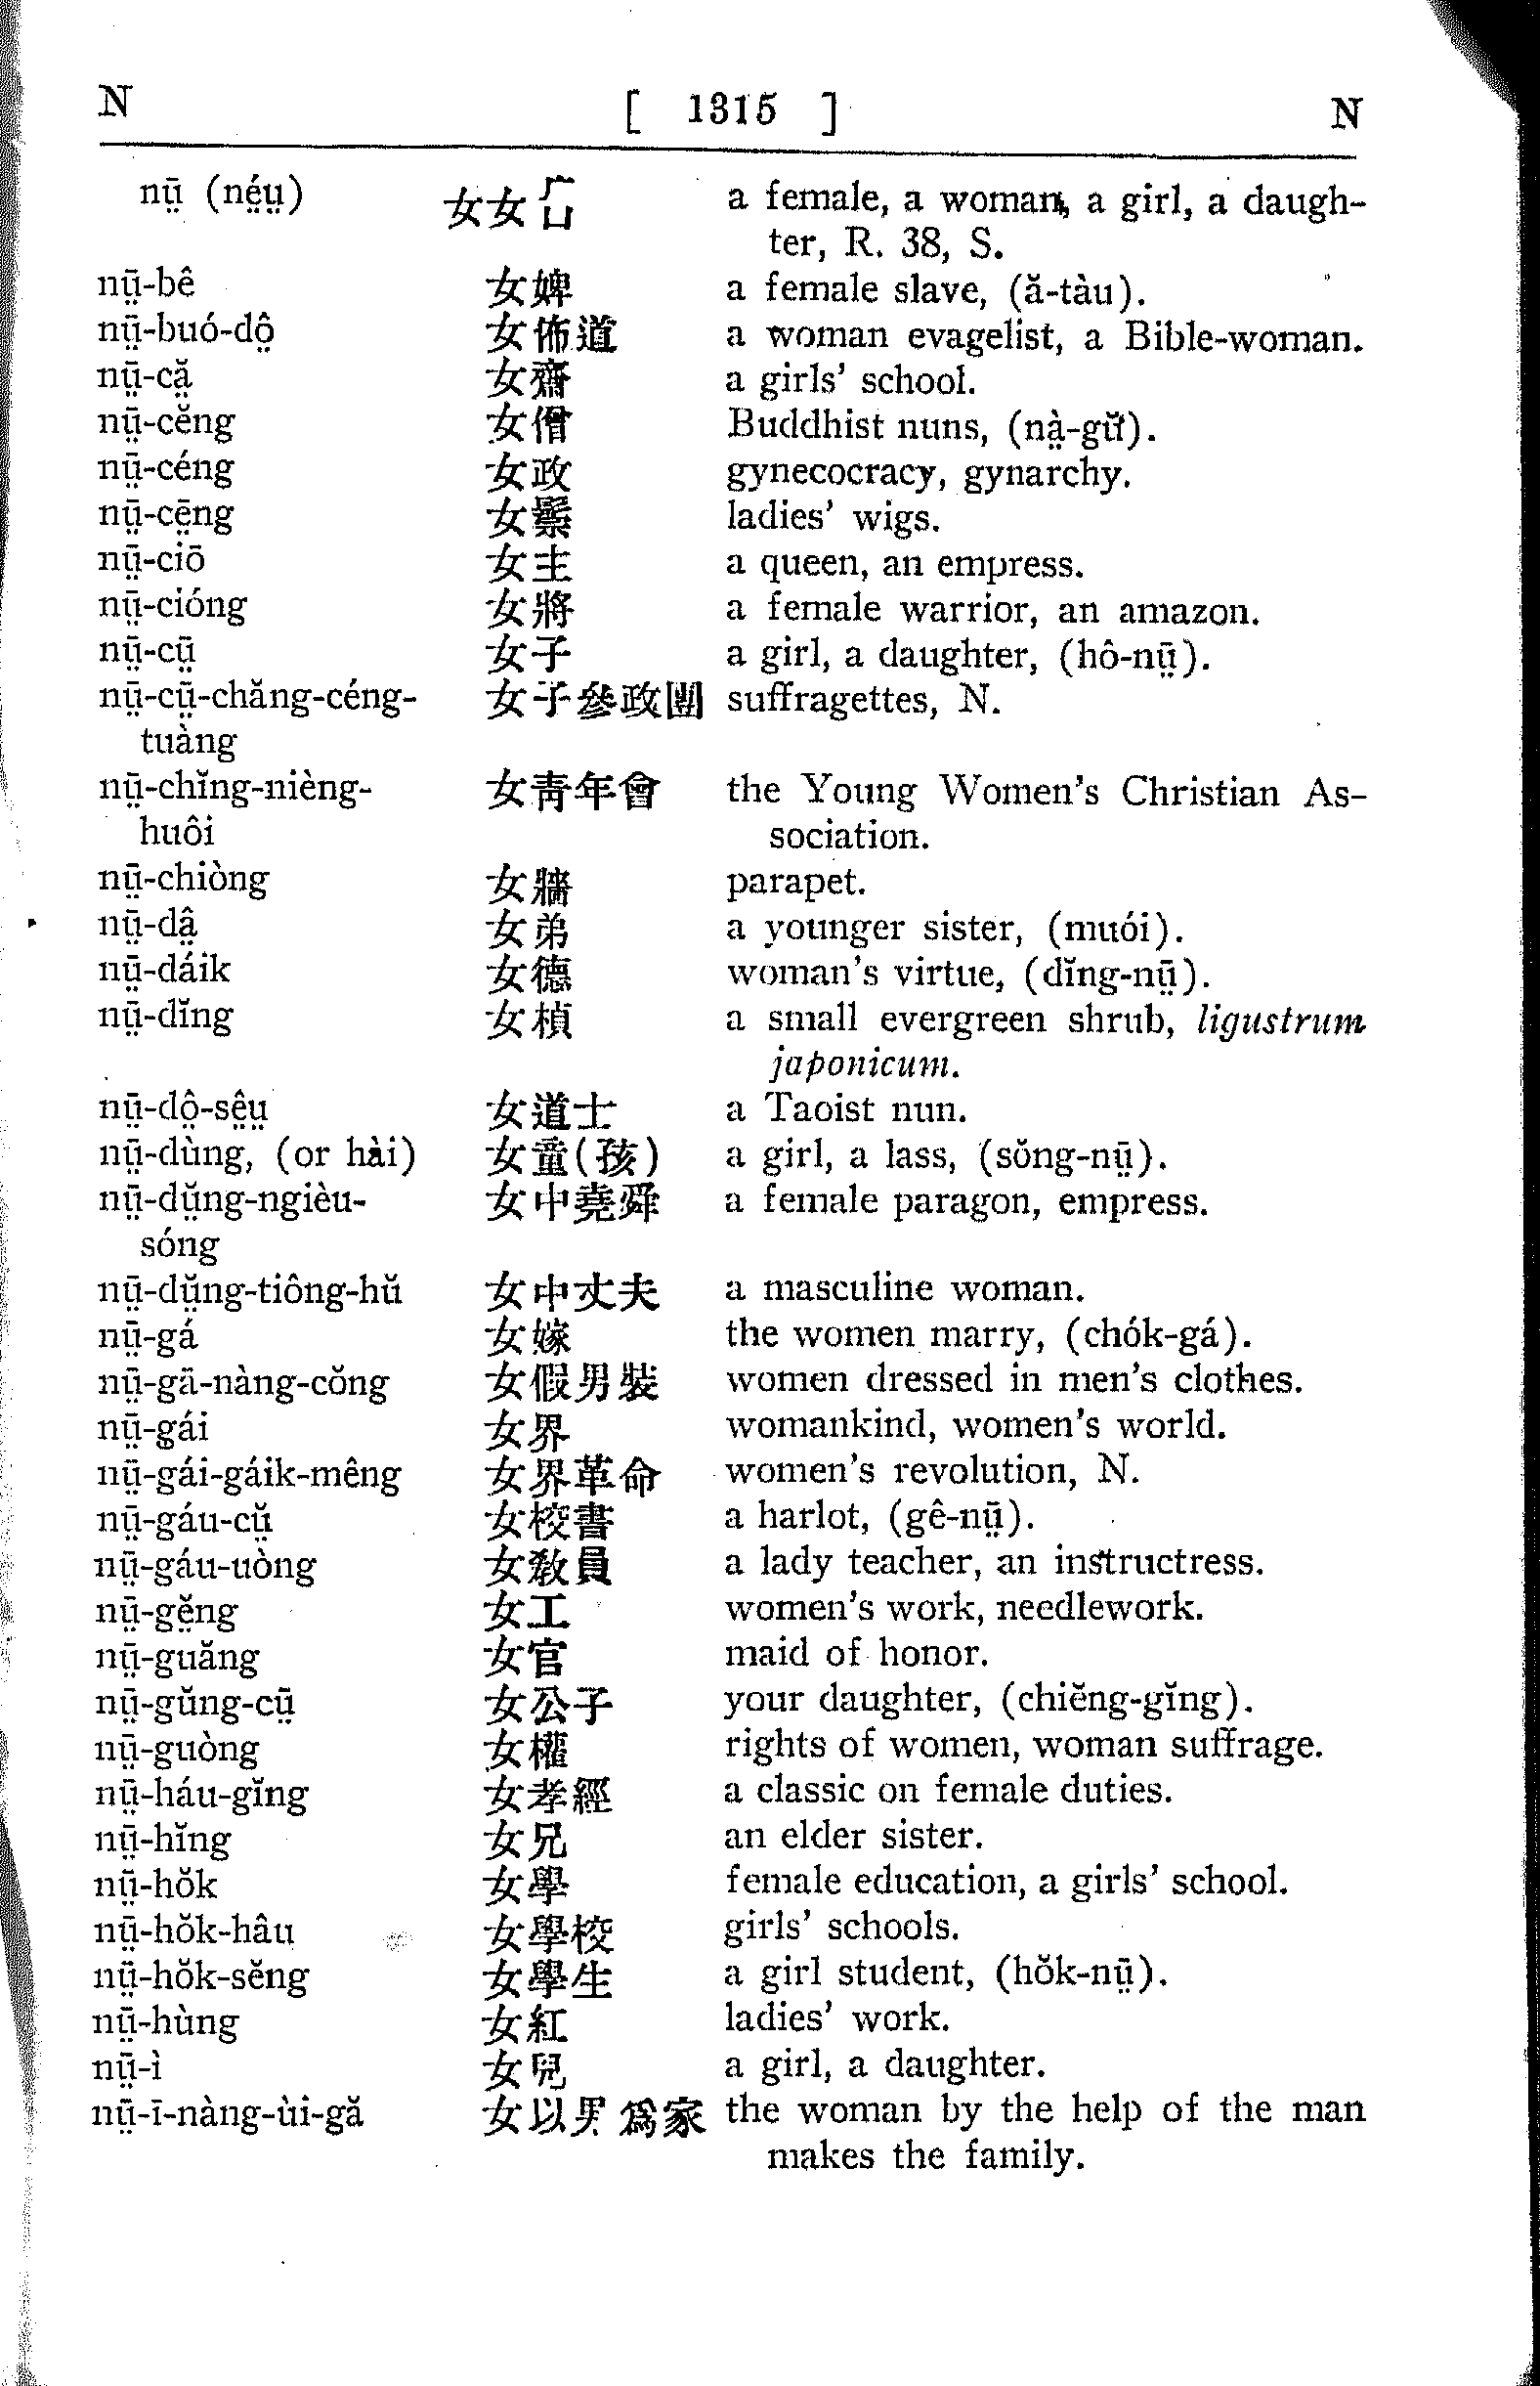 N [ 1315 ] N
nṳ̄ (né̤ṳ) 女女 a female, a woman, a girl, a daugh-
ter, R. 38, S.
nṳ̄-bê 女婢 a female slave, (ă-tàu).
nṳ̄-buó-dô̤ 女佈道 a woman evagelist, a Bible-woman.
nṳ̄-că̤ 女齋 a girls' school.
nṳ̄-cĕng 女僧 Buddhist nuns, (nà̤-gŭ).
nṳ̄-céng 女政 gynecocracy, gynarchy.
nṳ̄-cē̤ng 女鬃 ladies' wigs.
nṳ̄-ciō 女主 a queen, an empress.
nṳ̄-cióng 女將 a female warrior, an amazon.
nṳ̄-cṳ̄ 女子 a girl, a daughter, (hô-nṳ̄).
nṳ̄-cṳ̄-chăng-céng- 女子參政團 suffragettes, N.
tuàng
nṳ̄-chĭng-nièng- 女青年會 the Young Women's Christian As-
huôi sociation.
nṳ̄-chiòng 女牆 parapet.
nṳ̄-dâ̤ 女弟 a younger sister, (muói).
nṳ̄-dáik 女德 woman's virtue, (dĭng-nṳ̄).
nṳ̄-dĭng 女楨 a small evergreen shrub, ligustrum
japonicum.
nṳ̄-dô̤-sê̤ṳ 女道士 a Taoist nun.
nṳ̄-dùng, (or hài) 女童(孩) a girl, a lass, (sŏng-nṳ̄).
nṳ̄-dṳ̆ng-ngièu- 女中堯舜 a female paragon, empress.
sóng
nṳ̄-dṳ̆ng-tiông-hŭ 女中丈夫 a masculine woman.
nṳ̄-gá 女嫁 the women marry, (chók-gá).
nṳ̄-gā-nàng-cŏng 女假男裝 women dressed in men's clothes.
nṳ̄-gái 女界 womankind, women's world.
nṳ̄-gái-gáik-mêng 女界革命 women's revolution, N.
nṳ̄-gáu-cṳ̆ 女校書 a harlot, (gê-nṳ̄).
nṳ̄-gáu-uòng 女教員 a lady teacher, an instructress.
nṳ̄-gĕ̤ng 女工 women's work, needlework.
nṳ̄-guăng 女官 maid of honor.
nṳ̄-gŭng-cṳ̄ 女公子 your daughter, (chiĕng-gĭng).
nṳ̄-guòng 女權 rights of women, woman suffrage.
nṳ̄-háu-gĭng 女孝經 a classic on female duties.
nṳ̄-hĭng 女兄 an elder sister.
nṳ̄-hŏk 女學 female education, a girls' school.
nṳ̄-hŏk-hâu 女學校 girls' schools.
nṳ̄-hŏk-sĕng 女學生 a girl student, (hŏk-nṳ̄).
nṳ̄-hùng 女紅 ladies' work.
nṳ̄-ì 女兒 a girl, a daughter.
nṳ̄-ī-nàng-ùi-gă 女以男爲家 the woman by the help of the man
makes the family.